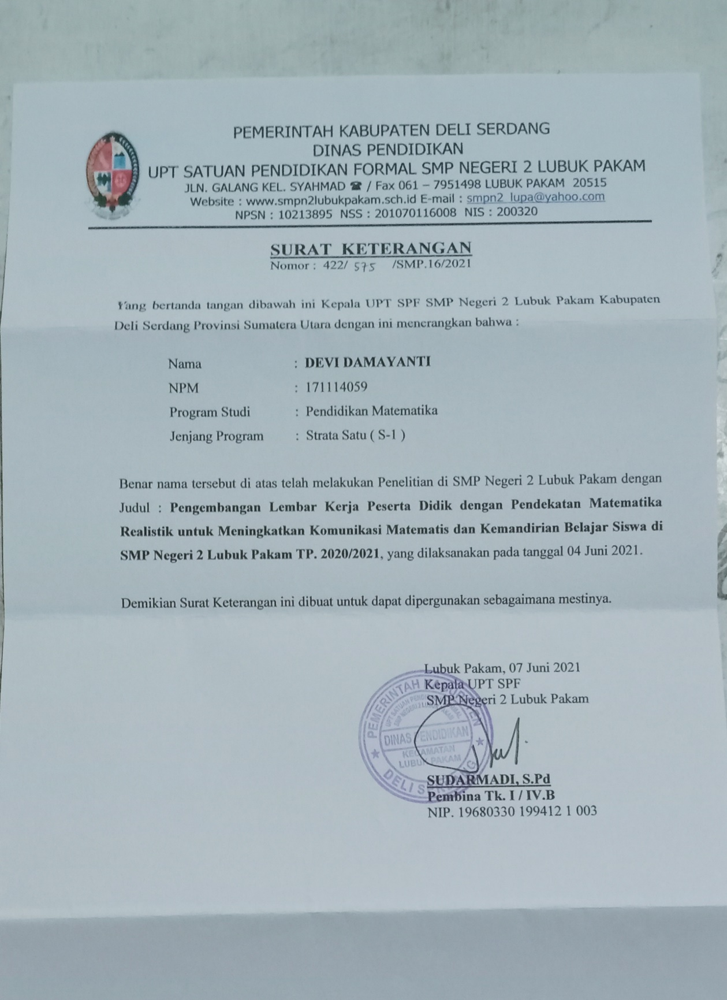 PEMERINTAH KABUPATEN DELI SERDANG
DINAS PENDIDIKAN
UPT SATUAN PENDIDIKAN FORMAL SMP NEGERI 2 LUBUK PAKAM
JLN. GALANG KEL. SYAHMAD ☎ / Fax 061 – 7951498 LUBUK PAKAM 20515
Website : www.smpn2lubukpakam.sch.id E-mail : smpn2_lupa@yahoo.com
NPSN : 10213895 NSS : 201070116008 NIS : 200320
SURAT KETERANGAN
Nomor : 422/ 575 /SMP.16/2021
Yang bertanda tangan dibawah ini Kepala UPT SPF SMP Negeri 2 Lubuk Pakam Kabupaten
Deli Serdang Provinsi Sumatera Utara dengan ini menerangkan bahwa :
Nama : DEVI DAMAYANTI
NPM : 171114059
Program Studi : Pendidikan Matematika
Jenjang Program : Strata Satu ( S-1 )
Benar nama tersebut di atas telah melakukan Penelitian di SMP Negeri 2 Lubuk Pakam dengan
Judul : Pengembangan Lembar Kerja Peserta Didik dengan Pendekatan Matematika
Realistik untuk Meningkatkan Komunikasi Matematis dan Kemandirian Belajar Siswa di
SMP Negeri 2 Lubuk Pakam TP. 2020/2021, yang dilaksanakan pada tanggal 04 Juni 2021.
Demikian Surat Keterangan ini dibuat untuk dapat dipergunakan sebagaimana mestinya.
Lubuk Pakam, 07 Juni 2021
Kepala UPT SPF
SMP Negeri 2 Lubuk Pakam
PEMERINTAH KABUPATEN
UPT SATUAN PENDIDIKAN FORMAL
SMP NEGERI 2 LUBUK PAKAM
DINAS PENDIDIKAN
KECAMATAN
LUBUK PAKAM
DELI SERDANG
SUDARMADI, S.Pd
Pembina Tk. I / IV.B
NIP. 19680330 199412 1 003